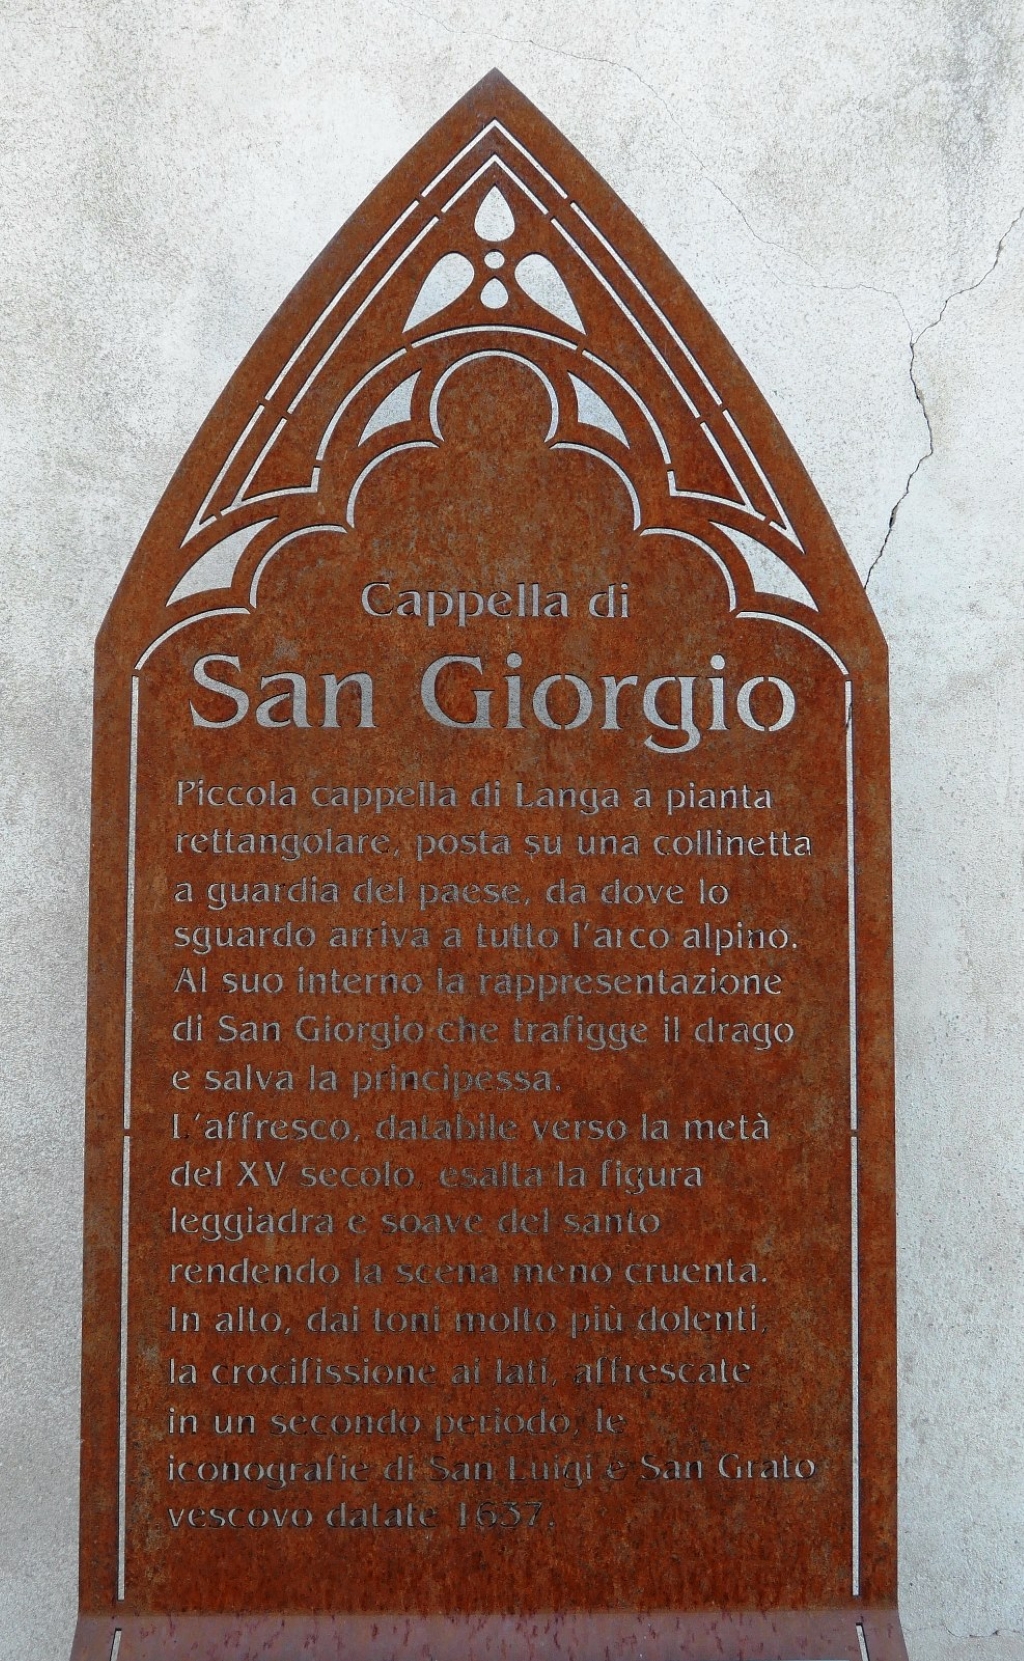 Cappella di
San Giorgio
Piccola cappella di Langa a pianta
rettangolare, posta su una collinetta
a guardia del paese, da dove lo
sguardo arriva a tutto l'arco alpino.
Al suo interno la rappresentazione
di San Giorgio che trafigge il drago
e salva la principessa.
L'affresco, databile verso la metà
del XV secolo, esalta la figura
leggiadra e soave del santo
rendendo la scena meno cruenta.
In alto, dai toni molto più dolenti,
la crocifissione ai lati, affrescate
in un secondo periodo, le
iconografie di San Luigi e San Grato
vescovo datate 1637.